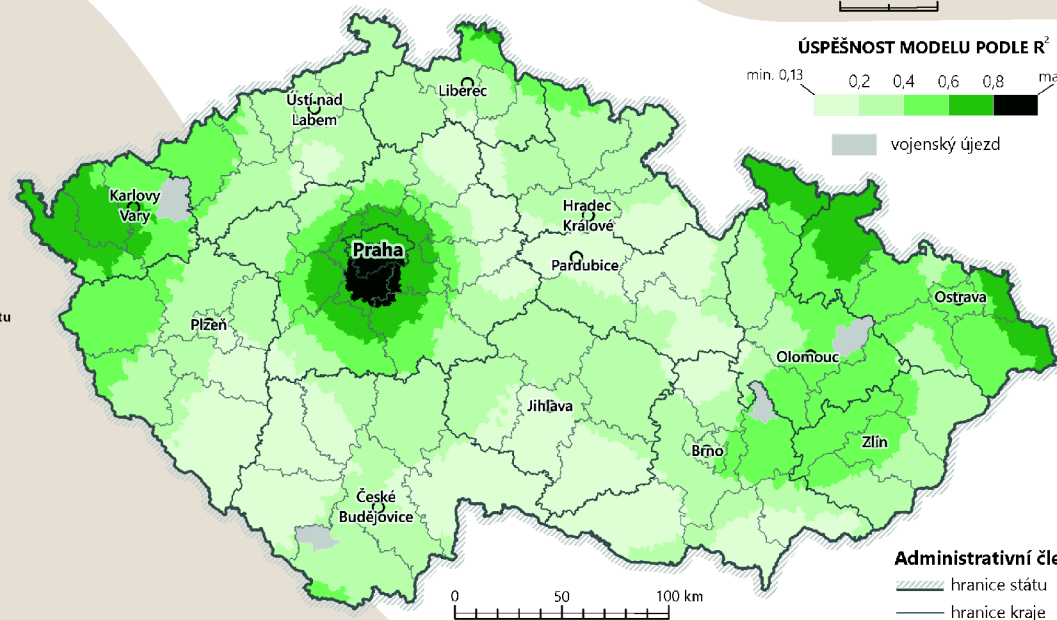 ÚSPĚŠNOST MODELU PODLE R²
min. 0,13
0,2 0,4 0,6 0,8
vojenský újezd
Liberec
Ústí nad
Labem
Karlovy
Vary
Hradec
Králové
Praha
Pardubice
Ostrava
Plzeň
Olomouc
Jihlava
Brno
Zlín
České
Budějovice
0 50 100 km
Administrativní čle
hranice státu
hranice kraje